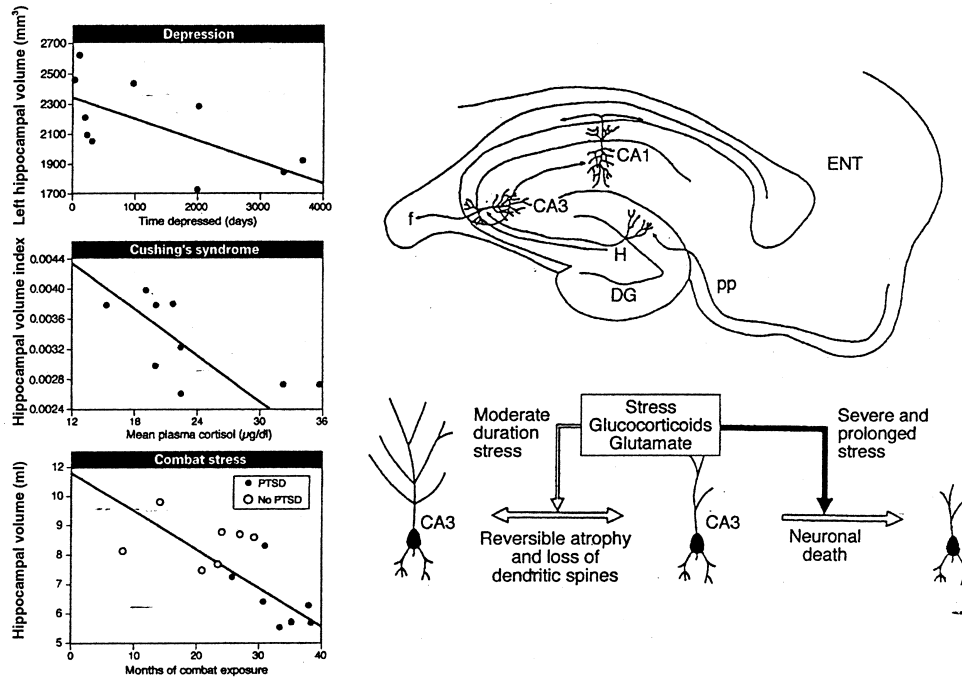 Depression
Left hippocampal volume (mm³)
2700
2500
2300
2100
1900
1700
0
1000
2000
3000
4000
Time depressed (days)
Cushing's syndrome
Hippocampal volume index
0.0044
0.0040
0.0036
0.0032
0.0028
0.0024
12
18
24
30
36
Mean plasma cortisol (µg/dl)
Combat stress
Hippocampal volume (ml)
12
11
10
9
8
7
6
5
PTSD
No PTSD
0
10
20
30
40
Months of combat exposure
CA1
ENT
CA3
f
H
DG
pp
Moderate
duration
stress
Stress
Glucocorticoids
Glutamate
Severe and
prolonged
stress
CA3
Reversible atrophy
and loss of
dendritic spines
CA3
Neuronal
death